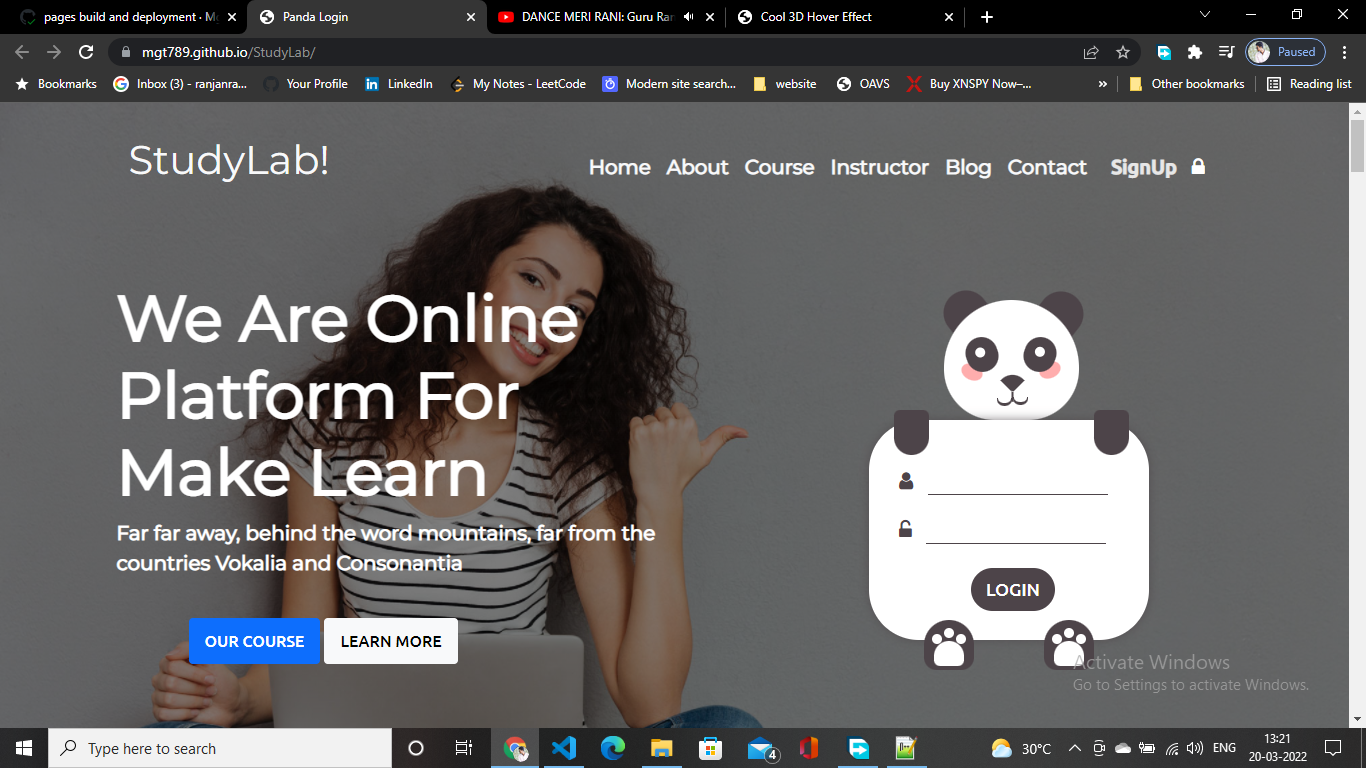 pages build and deployment · M
Panda Login
DANCE MERI RANI: Guru Ran
Cool 3D Hover Effect
mgt789.github.io/StudyLab/
Paused
Bookmarks
Inbox (3) - ranjanra...
Your Profile
LinkedIn
My Notes - LeetCode
Modern site search...
website
OAVS
Buy XNSPY Now–...
»
Other bookmarks
Reading list
StudyLab!
Home About Course Instructor Blog Contact SignUp
We Are Online
Platform For
Make Learn
Far far away, behind the word mountains, far from the
countries Vokalia and Consonantia
OUR COURSE
LEARN MORE
LOGIN
Activate Windows
Go to Settings to activate Windows.
Type here to search
4
30°C
ENG
13:21
20-03-2022